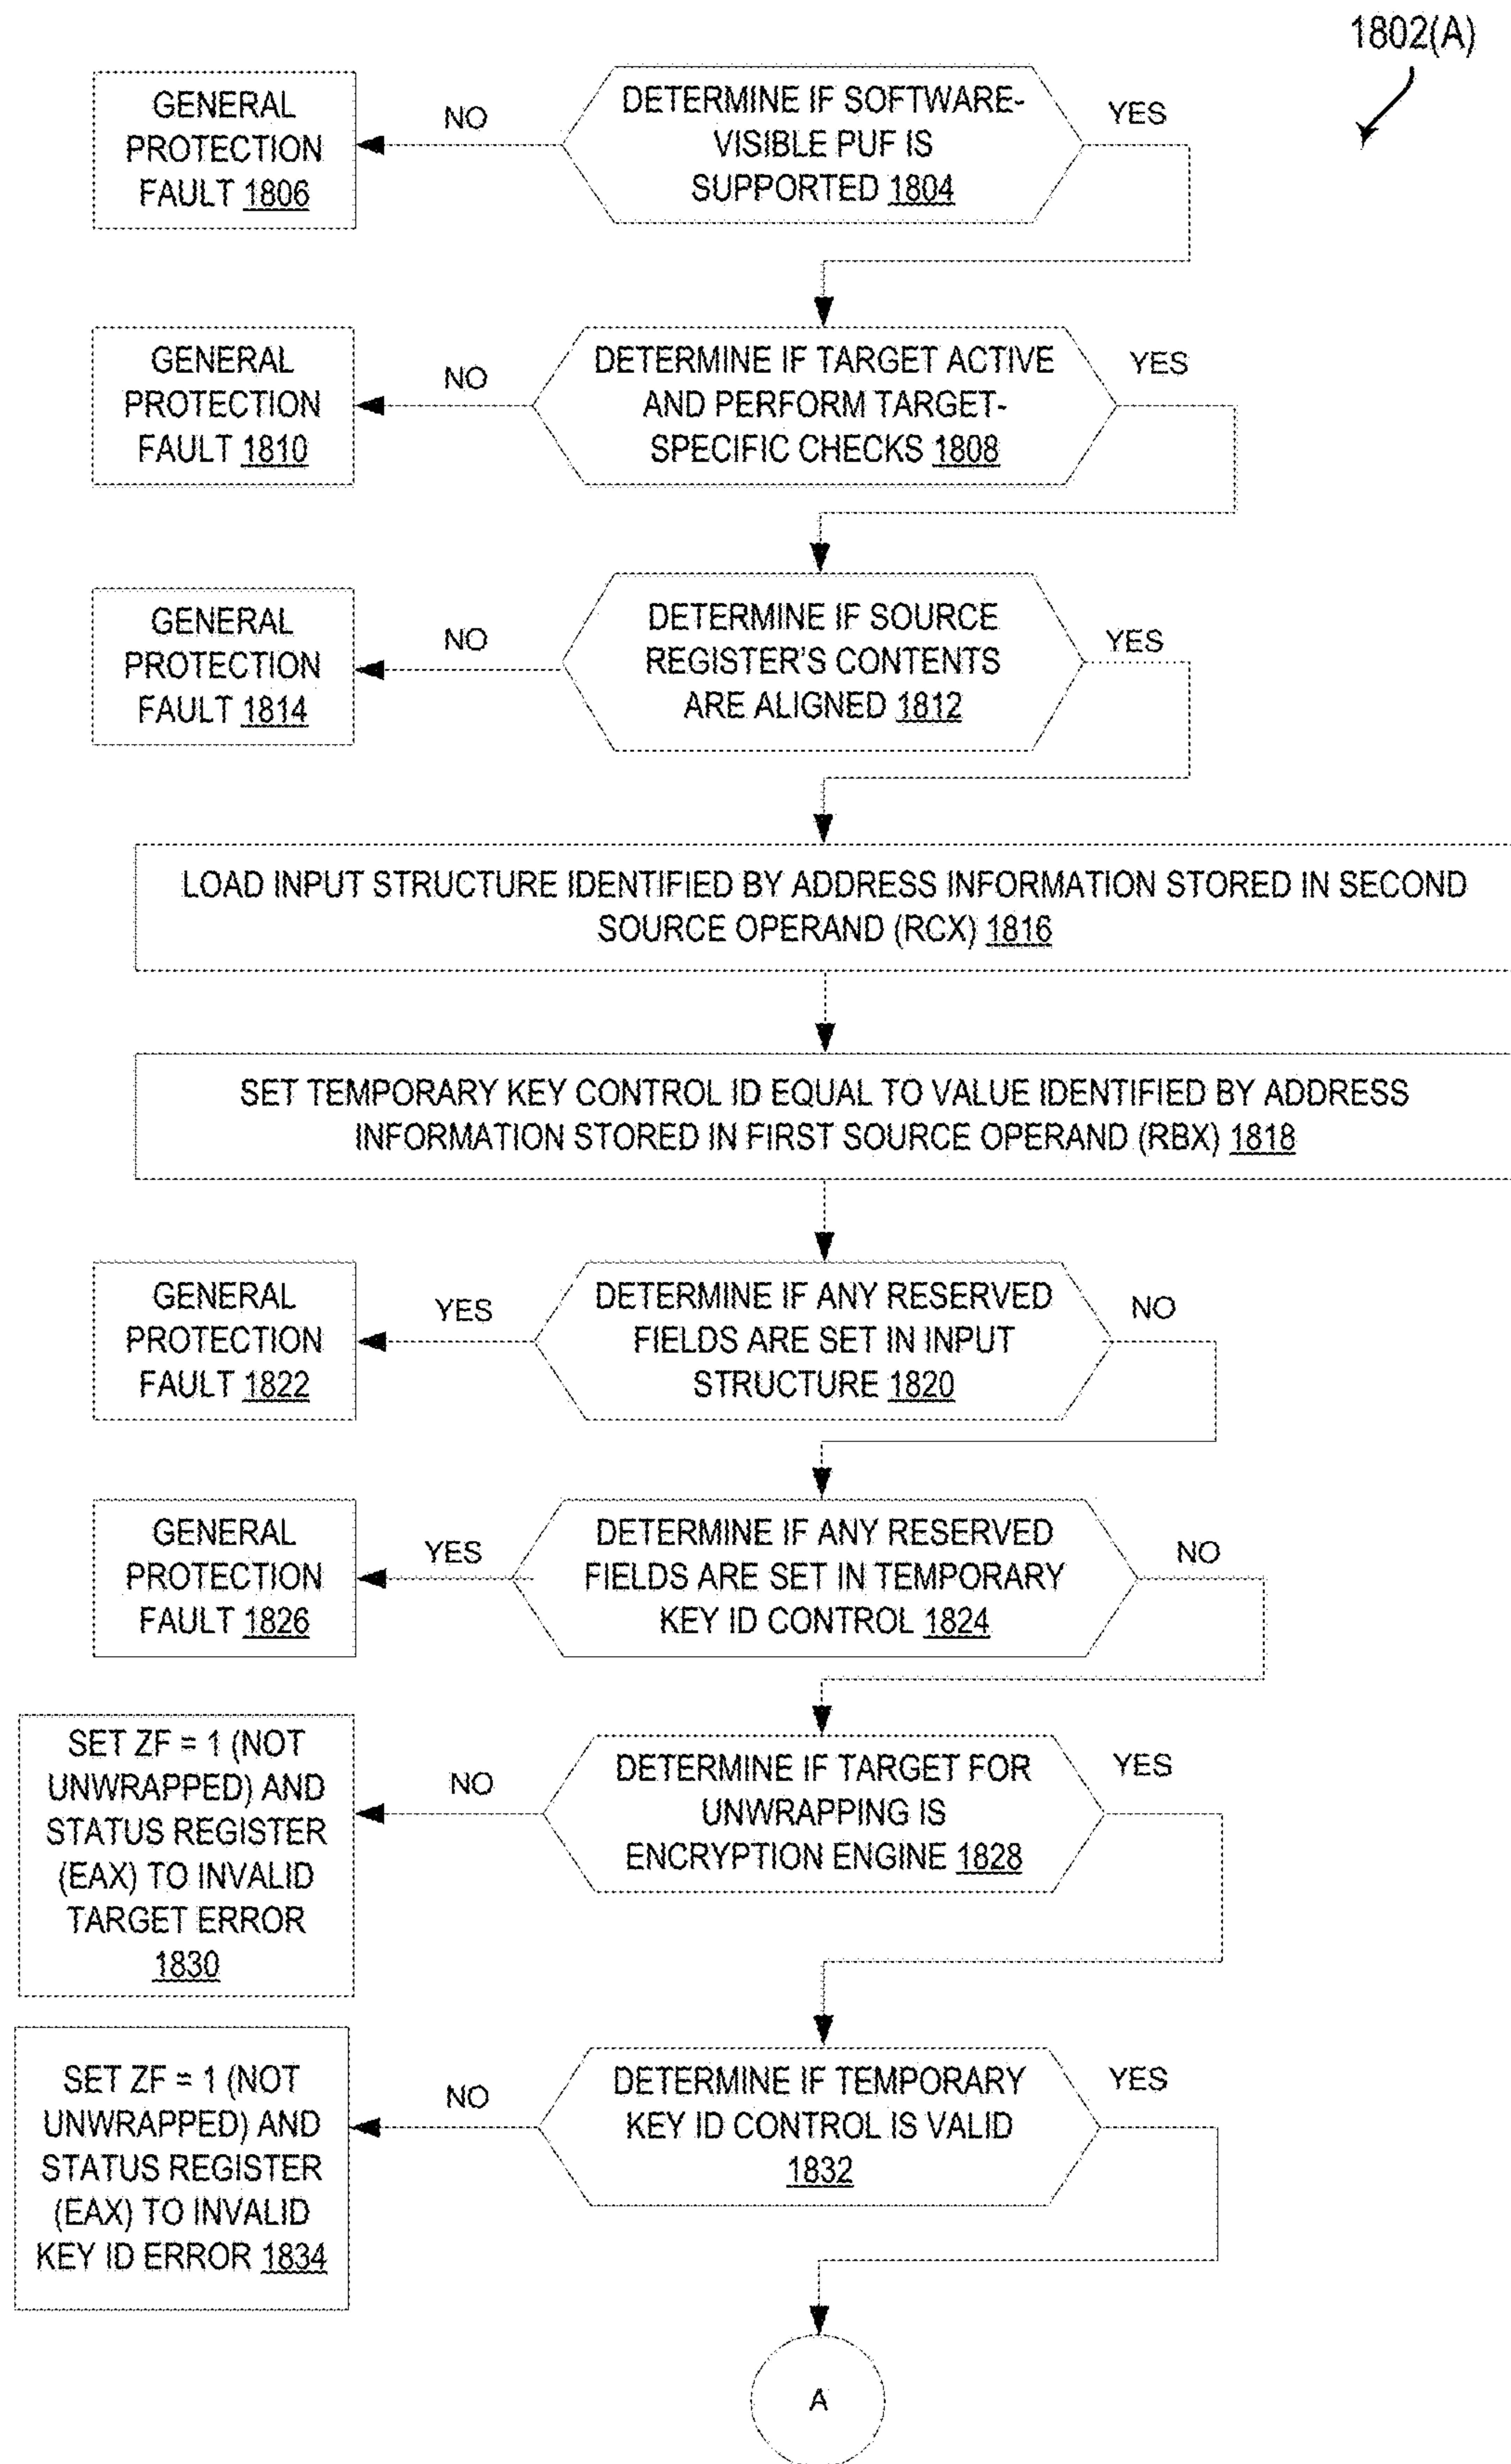 1802(A)
GENERAL
PROTECTION
FAULT 1806
NO
DETERMINE IF SOFTWARE-
VISIBLE PUF IS
SUPPORTED 1804
YES
GENERAL
PROTECTION
FAULT 1810
NO
DETERMINE IF TARGET ACTIVE
AND PERFORM TARGET-
SPECIFIC CHECKS 1808
YES
GENERAL
PROTECTION
FAULT 1814
NO
DETERMINE IF SOURCE
REGISTER'S CONTENTS
ARE ALIGNED 1812
YES
LOAD INPUT STRUCTURE IDENTIFIED BY ADDRESS INFORMATION STORED IN SECOND
SOURCE OPERAND (RCX) 1816
SET TEMPORARY KEY CONTROL ID EQUAL TO VALUE IDENTIFIED BY ADDRESS
INFORMATION STORED IN FIRST SOURCE OPERAND (RBX) 1818
GENERAL
PROTECTION
FAULT 1822
YES
DETERMINE IF ANY RESERVED
FIELDS ARE SET IN INPUT
STRUCTURE 1820
NO
GENERAL
PROTECTION
FAULT 1826
YES
DETERMINE IF ANY RESERVED
FIELDS ARE SET IN TEMPORARY
KEY ID CONTROL 1824
NO
SET ZF = 1 (NOT
UNWRAPPED) AND
STATUS REGISTER
(EAX) TO INVALID
TARGET ERROR
1830
NO
DETERMINE IF TARGET FOR
UNWRAPPING IS
ENCRYPTION ENGINE 1828
YES
SET ZF = 1 (NOT
UNWRAPPED) AND
STATUS REGISTER
(EAX) TO INVALID
KEY ID ERROR 1834
NO
DETERMINE IF TEMPORARY
KEY ID CONTROL IS VALID
1832
YES
A